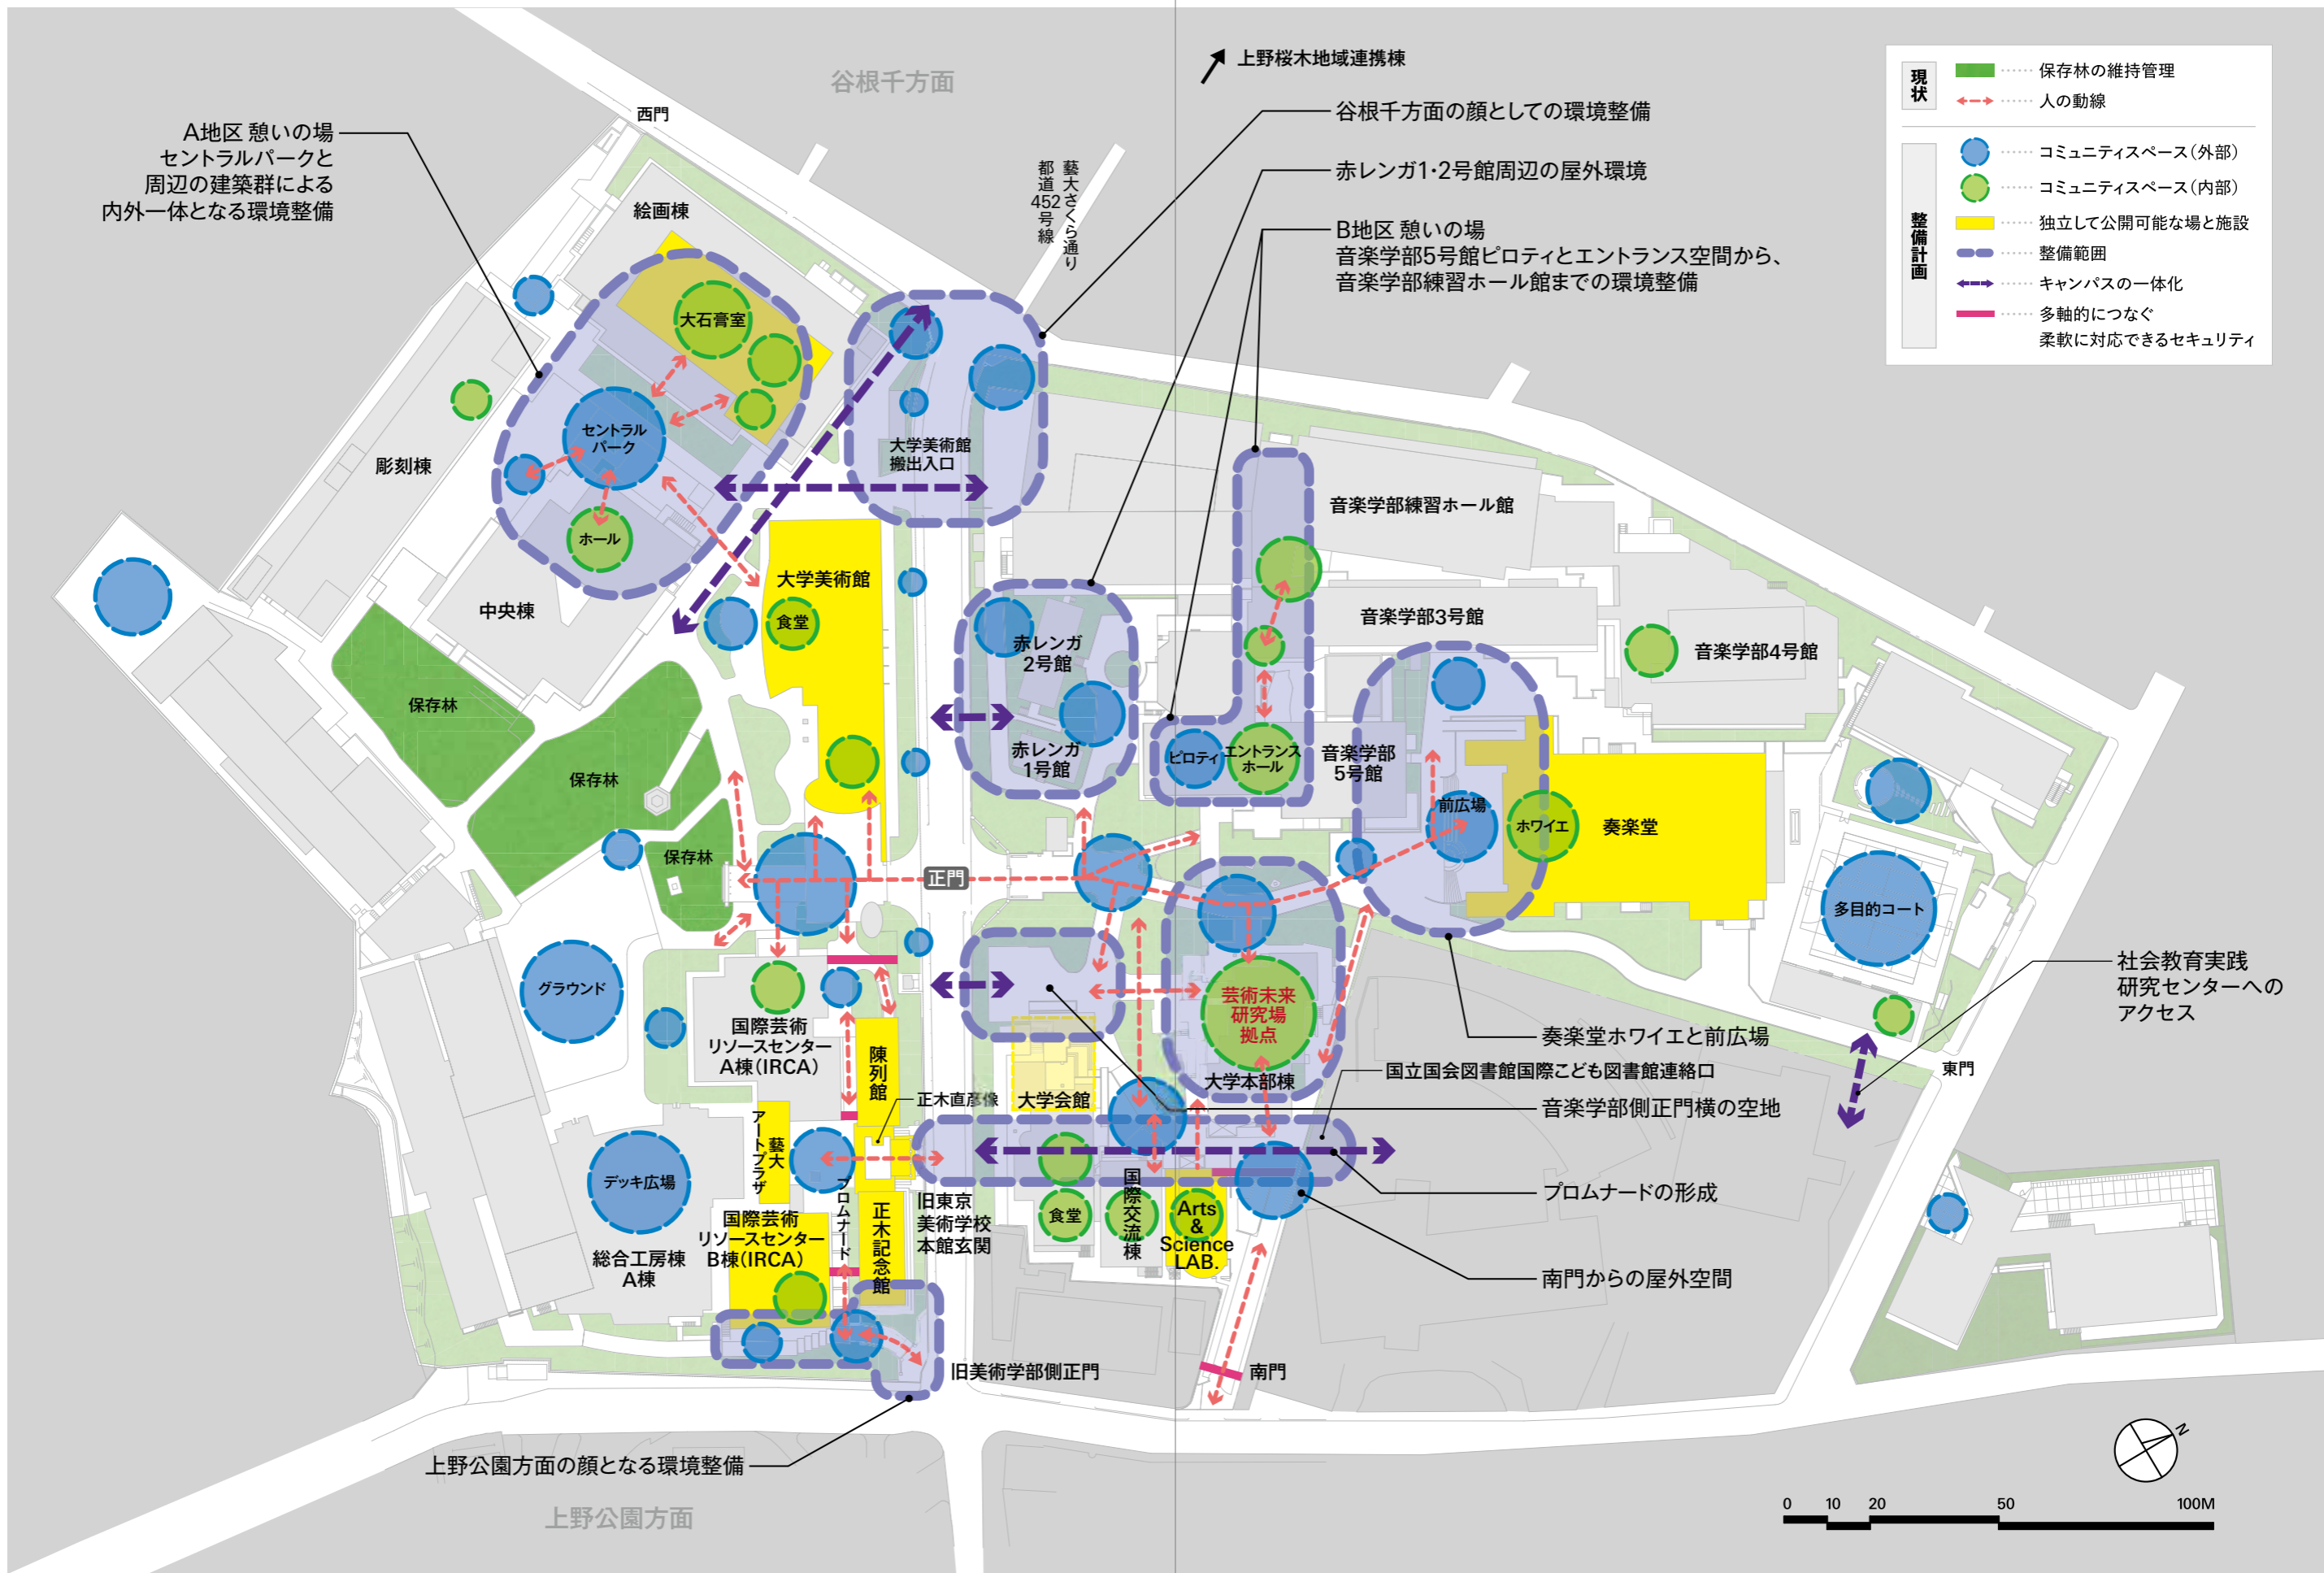 上野桜木地域連携棟
谷根千方面
西門
A地区 憩いの場
セントラルパークと
周辺の建築群による
内外一体となる環境整備
谷根千方面の顔としての環境整備
赤レンガ1・2号館周辺の屋外環境
B地区 憩いの場
音楽学部5号館ピロティとエントランス空間から、
音楽学部練習ホール館までの環境整備
藝大さくら通り
都道452号線
現状
保存林の維持管理
人の動線
整備計画
コミュニティスペース（外部）
コミュニティスペース（内部）
独立して公開可能な場と施設
整備範囲
キャンパスの一体化
多軸的につなぐ
柔軟に対応できるセキュリティ
絵画棟
大石膏室
セントラル
パーク
彫刻棟
ホール
中央棟
大学美術館
搬出入口
大学美術館
食堂
音楽学部練習ホール館
音楽学部3号館
音楽学部4号館
赤レンガ
2号館
赤レンガ
1号館
ピロティ
エントランス
ホール
音楽学部
5号館
前広場
ホワイエ
奏楽堂
保存林
保存林
保存林
正門
多目的コート
社会教育実践
研究センターへの
アクセス
東門
グラウンド
国際芸術
リソースセンター
A棟（IRCA）
陳列館
正木直彦像
大学会館
芸術未来
研究場
拠点
大学本部棟
奏楽堂ホワイエと前広場
国立国会図書館国際こども図書館連絡口
音楽学部側正門横の空地
プロムナードの形成
南門からの屋外空間
デッキ広場
藝大
アートプラザ
プロムナード
国際芸術
リソースセンター
B棟（IRCA）
総合工房棟
A棟
正木記念館
旧東京
美術学校
本館玄関
食堂
国際交流棟
Arts
&
Science
LAB.
旧美術学部側正門
南門
上野公園方面の顔となる環境整備
上野公園方面
N
0 10 20 50 100M